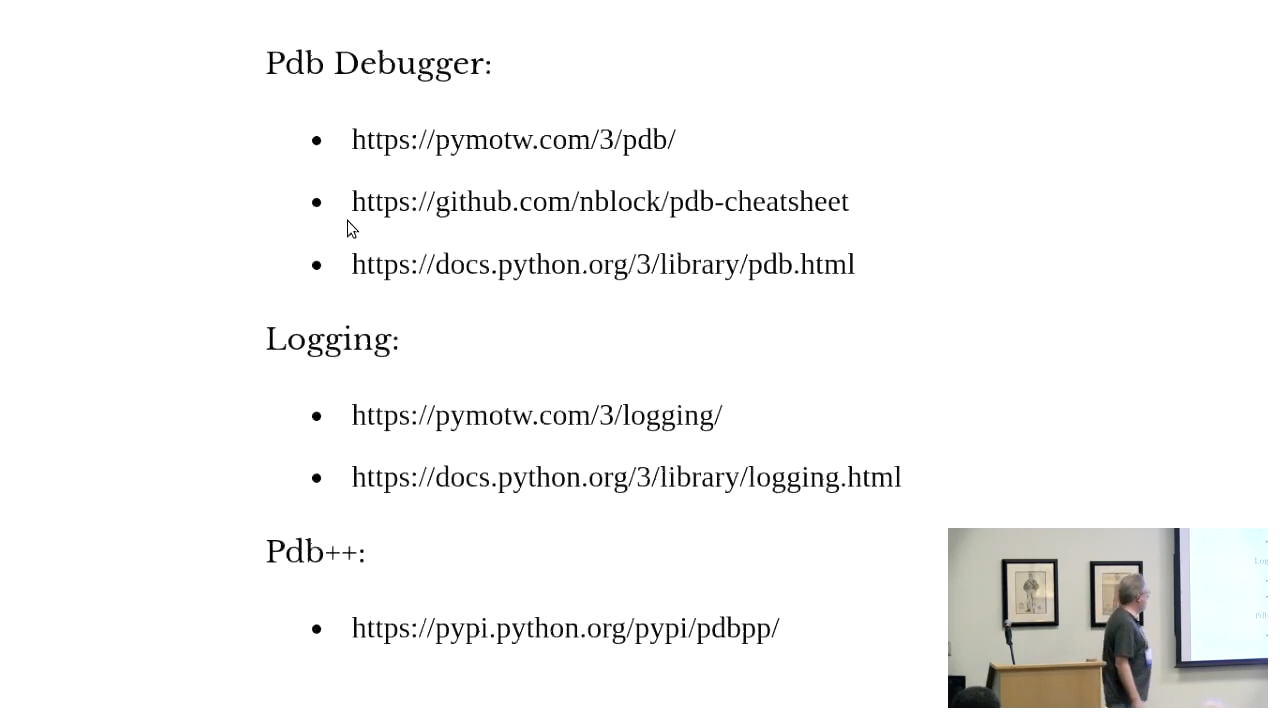 Pdb Debugger:
https://pymotw.com/3/pdb/
https://github.com/nblock/pdb-cheatsheet
https://docs.python.org/3/library/pdb.html
Logging:
https://pymotw.com/3/logging/
https://docs.python.org/3/library/logging.html
Pdb++:
https://pypi.python.org/pypi/pdbpp/